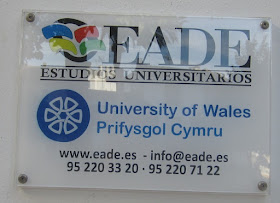 EADE
ESTUDIOS UNIVERSITARIOS
University of Wales
Prifysgol Cymru
www.eade.es - info@eade.es
95 220 33 20 · 95 220 71 22